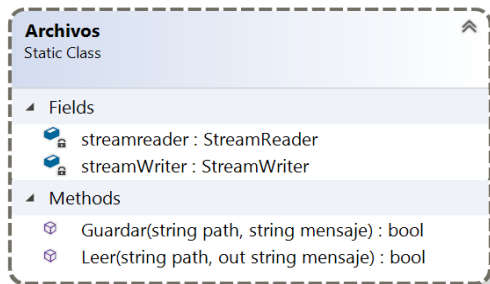 Archivos
Static Class
Fields
streamreader : StreamReader
streamWriter : StreamWriter
Methods
Guardar(string path, string mensaje) : bool
Leer(string path, out string mensaje) : bool